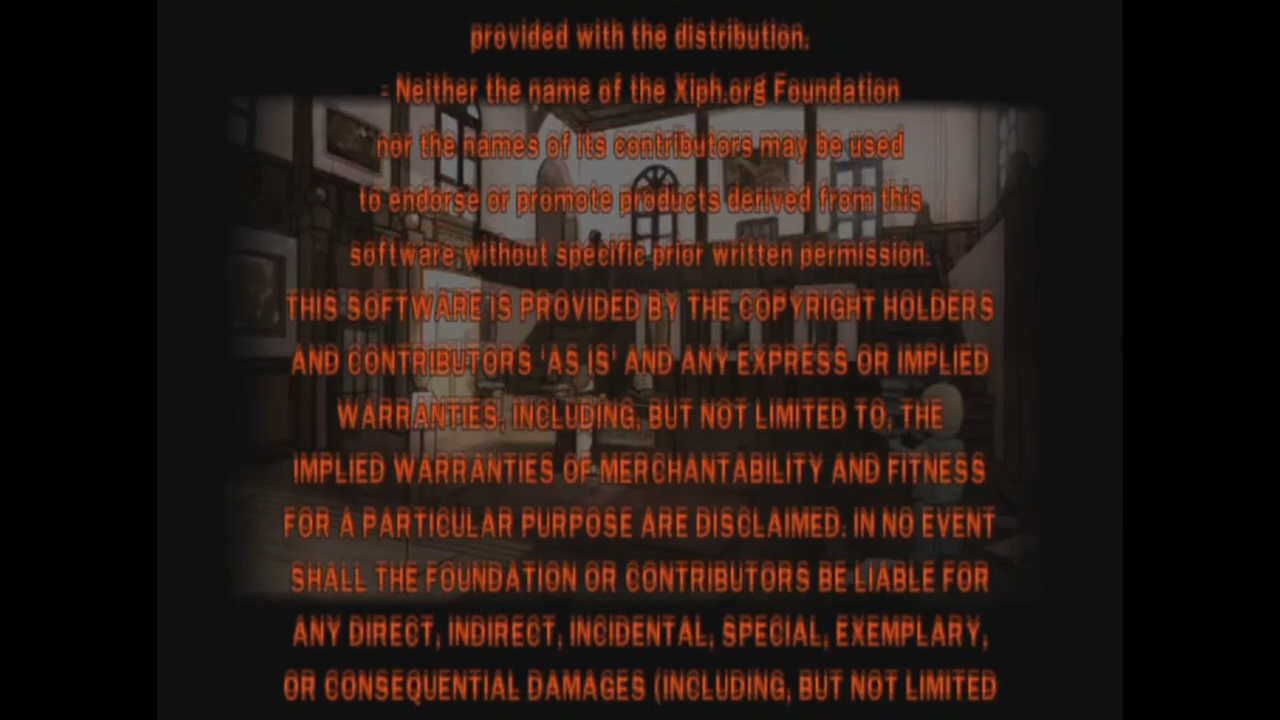 provided with the distribution.
- Neither the name of the Xiph.org Foundation
nor the names of its contributors may be used
to endorse or promote products derived from this
software without specific prior written permission.
THIS SOFTWARE IS PROVIDED BY THE COPYRIGHT HOLDERS
AND CONTRIBUTORS 'AS IS' AND ANY EXPRESS OR IMPLIED
WARRANTIES, INCLUDING, BUT NOT LIMITED TO, THE
IMPLIED WARRANTIES OF MERCHANTABILITY AND FITNESS
FOR A PARTICULAR PURPOSE ARE DISCLAIMED. IN NO EVENT
SHALL THE FOUNDATION OR CONTRIBUTORS BE LIABLE FOR
ANY DIRECT, INDIRECT, INCIDENTAL, SPECIAL, EXEMPLARY,
OR CONSEQUENTIAL DAMAGES (INCLUDING, BUT NOT LIMITED